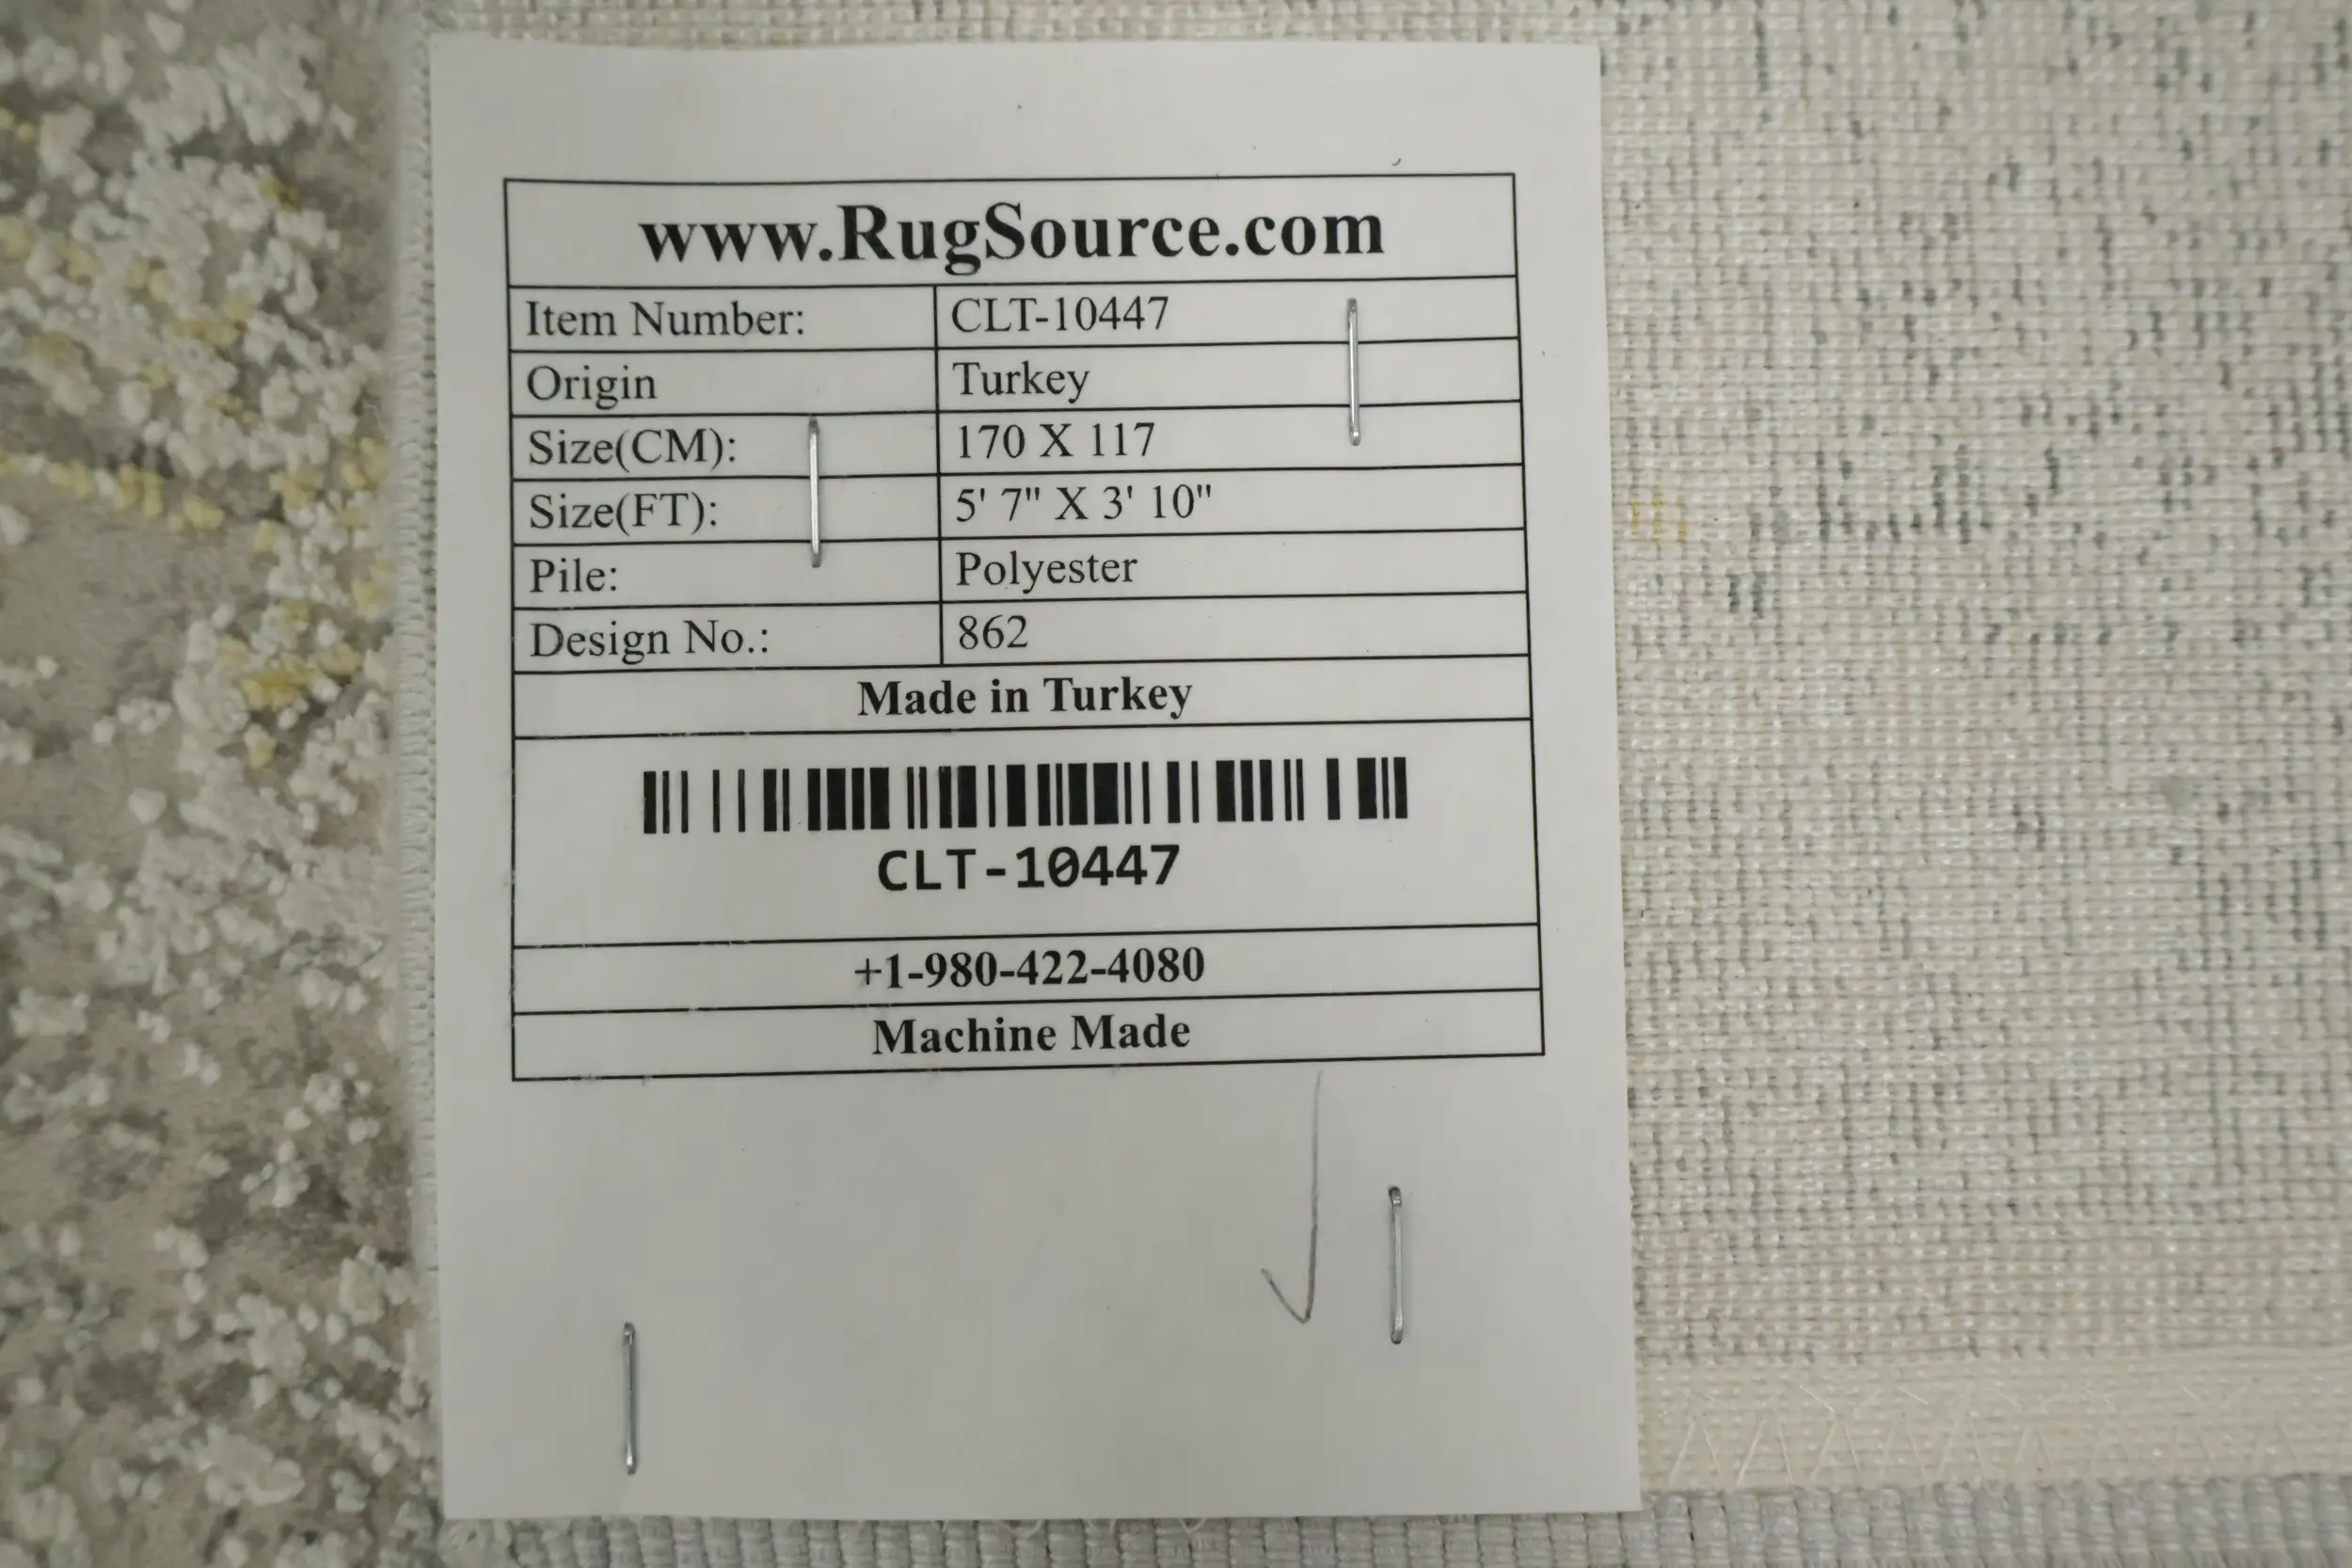 www.RugSource.com
Item Number: CLT-10447
Origin Turkey
Size(CM): 170 X 117
Size(FT): 5' 7" X 3' 10"
Pile: Polyester
Design No.: 862
Made in Turkey
CLT-10447
+1-980-422-4080
Machine Made